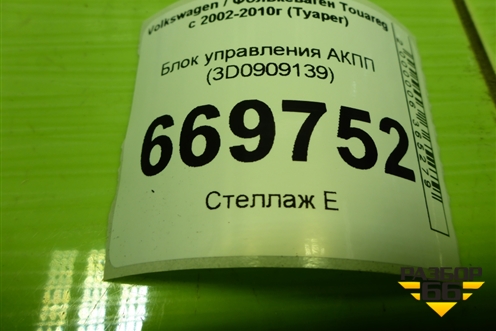 Volkswagen / Фольксваген Touareg
с 2002-2010г (Туарег)
Блок управления АКПП
(3D0909139)
669752
Стеллаж Е
РАЗБОР
66